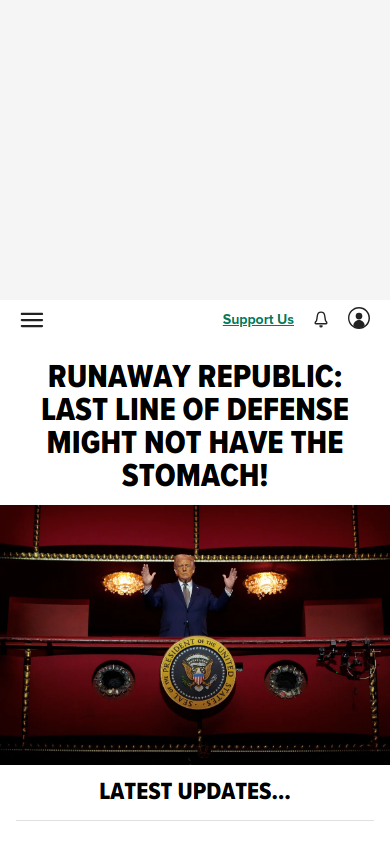 Support Us
RUNAWAY REPUBLIC:
LAST LINE OF DEFENSE
MIGHT NOT HAVE THE
STOMACH!
SEAL OF THE PRESIDENT OF THE UNITED STATES
LATEST UPDATES...